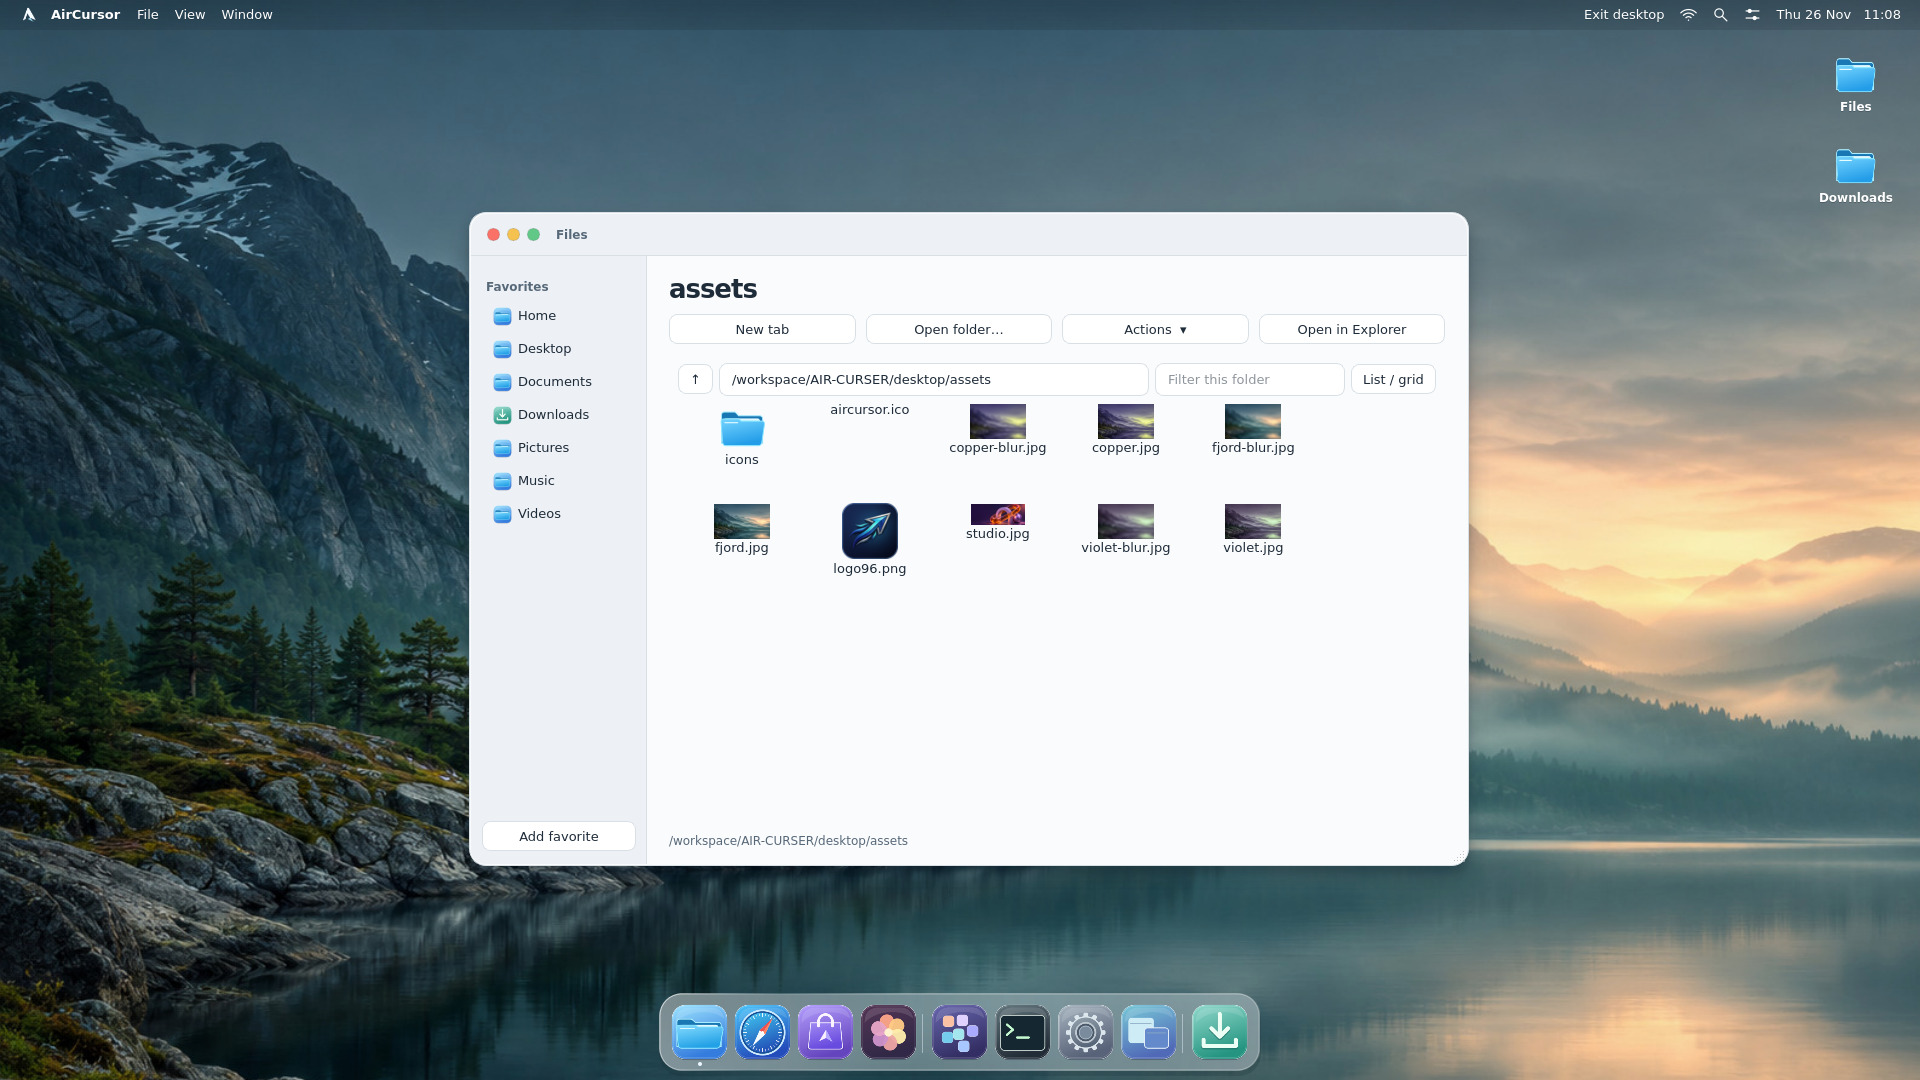 AirCursor File View Window Exit desktop Thu 26 Nov 11:08
Files
Downloads
Files
Favorites
Home
Desktop
Documents
Downloads
Pictures
Music
Videos
Add favorite
assets
New tab Open folder… Actions ▾ Open in Explorer
↑ /workspace/AIR-CURSER/desktop/assets Filter this folder List / grid
icons aircursor.ico copper-blur.jpg copper.jpg fjord-blur.jpg
fjord.jpg logo96.png studio.jpg violet-blur.jpg violet.jpg
/workspace/AIR-CURSER/desktop/assets